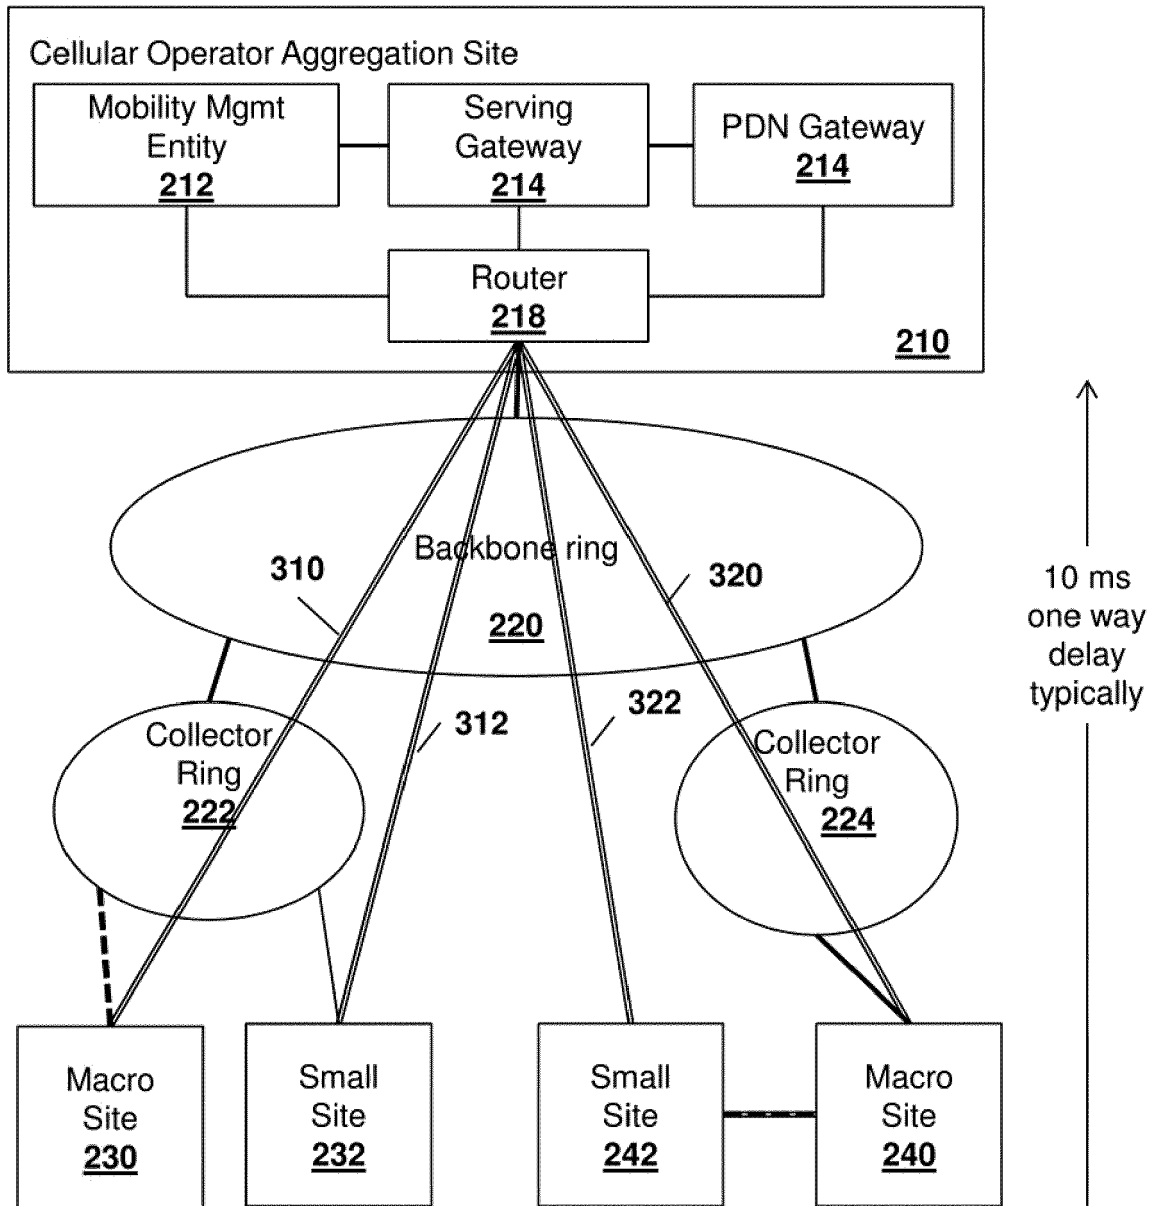 Cellular Operator Aggregation Site
Mobility Mgmt
Entity
212
Serving
Gateway
214
PDN Gateway
214
Router
218
210
Backbone ring
310
320
220
10 ms
one way
delay
typically
312
322
Collector
Ring
222
Collector
Ring
224
Macro
Site
230
Small
Site
232
Small
Site
242
Macro
Site
240